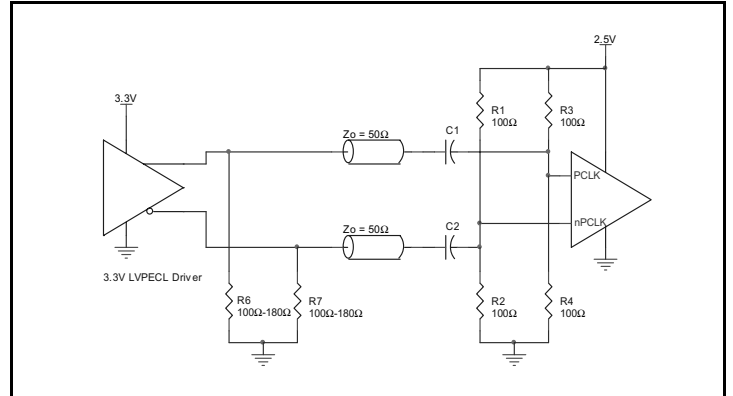 2.5V
3.3V
R1
100Ω
R3
100Ω
Zo = 50Ω
C1
PCLK
Zo = 50Ω
C2
nPCLK
3.3V LVPECL Driver
R6
100Ω-180Ω
R7
100Ω-180Ω
R2
100Ω
R4
100Ω